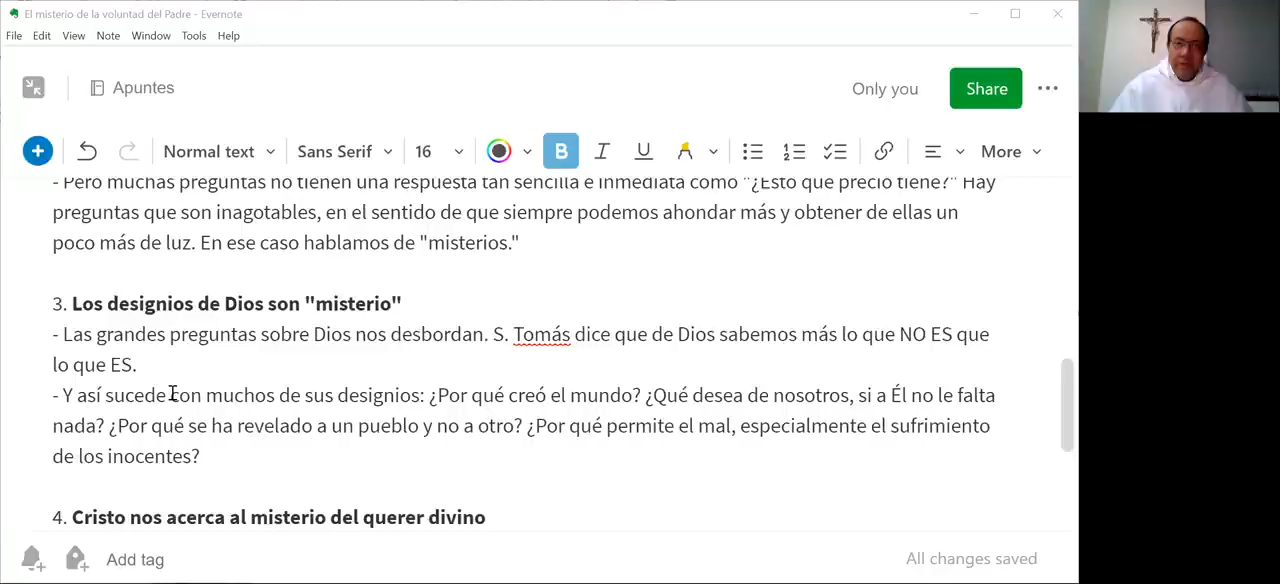 El misterio de la voluntad del Padre - Evernote
File Edit View Note Window Tools Help
Apuntes
Only you
Share
Normal text
Sans Serif
16
B
I
U
More
- Pero muchas preguntas no tienen una respuesta tan sencilla e inmediata como "¿Esto qué precio tiene?" Hay
preguntas que son inagotables, en el sentido de que siempre podemos ahondar más y obtener de ellas un
poco más de luz. En ese caso hablamos de "misterios."
3. Los designios de Dios son "misterio"
- Las grandes preguntas sobre Dios nos desbordan. S. Tomás dice que de Dios sabemos más lo que NO ES que
lo que ES.
- Y así sucede con muchos de sus designios: ¿Por qué creó el mundo? ¿Qué desea de nosotros, si a Él no le falta
nada? ¿Por qué se ha revelado a un pueblo y no a otro? ¿Por qué permite el mal, especialmente el sufrimiento
de los inocentes?
4. Cristo nos acerca al misterio del querer divino
Add tag
All changes saved